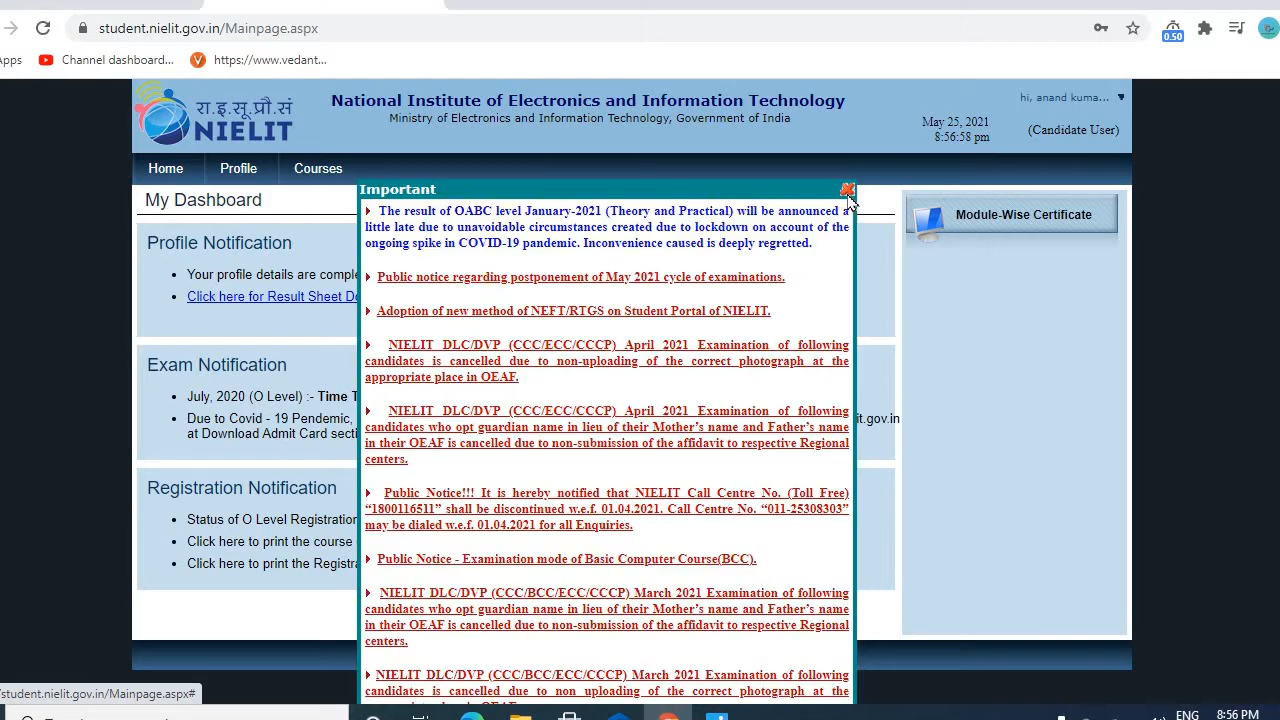 student.nielit.gov.in/Mainpage.aspx
0.50
Apps
Channel dashboard...
https://www.vedant...
रा.इ.सू.प्रौ.सं
NIELIT
National Institute of Electronics and Information Technology
Ministry of Electronics and Information Technology, Government of India
hi, anand kuma...
May 25, 2021
8:56:58 pm
(Candidate User)
Home Profile Courses
My Dashboard
Profile Notification
Your profile details are comple
Click here for Result Sheet Do
Exam Notification
July, 2020 (O Level) :- Time T
Due to Covid - 19 Pendemic,
lit.gov.in
at Download Admit Card secti
Registration Notification
Status of O Level Registration
Click here to print the course
Click here to print the Registra
Important
The result of OABC level January-2021 (Theory and Practical) will be announced a
little late due to unavoidable circumstances created due to lockdown on account of the
ongoing spike in COVID-19 pandemic. Inconvenience caused is deeply regretted.
Public notice regarding postponement of May 2021 cycle of examinations.
Adoption of new method of NEFT/RTGS on Student Portal of NIELIT.
NIELIT DLC/DVP (CCC/ECC/CCCP) April 2021 Examination of following
candidates is cancelled due to non-uploading of the correct photograph at the
appropriate place in OEAF.
NIELIT DLC/DVP (CCC/ECC/CCCP) April 2021 Examination of following
candidates who opt guardian name in lieu of their Mother’s name and Father’s name
in their OEAF is cancelled due to non-submission of the affidavit to respective Regional
centers.
Public Notice!!! It is hereby notified that NIELIT Call Centre No. (Toll Free)
“1800116511” shall be discontinued w.e.f. 01.04.2021. Call Centre No. “011-25308303”
may be dialed w.e.f. 01.04.2021 for all Enquiries.
Public Notice - Examination mode of Basic Computer Course(BCC).
NIELIT DLC/DVP (CCC/BCC/ECC/CCCP) March 2021 Examination of following
candidates who opt guardian name in lieu of their Mother’s name and Father’s name
in their OEAF is cancelled due to non-submission of the affidavit to respective Regional
centers.
NIELIT DLC/DVP (CCC/BCC/ECC/CCCP) March 2021 Examination of following
candidates is cancelled due to non uploading of the correct photograph at the
Module-Wise Certificate
/student.nielit.gov.in/Mainpage.aspx#
ENG
8:56 PM